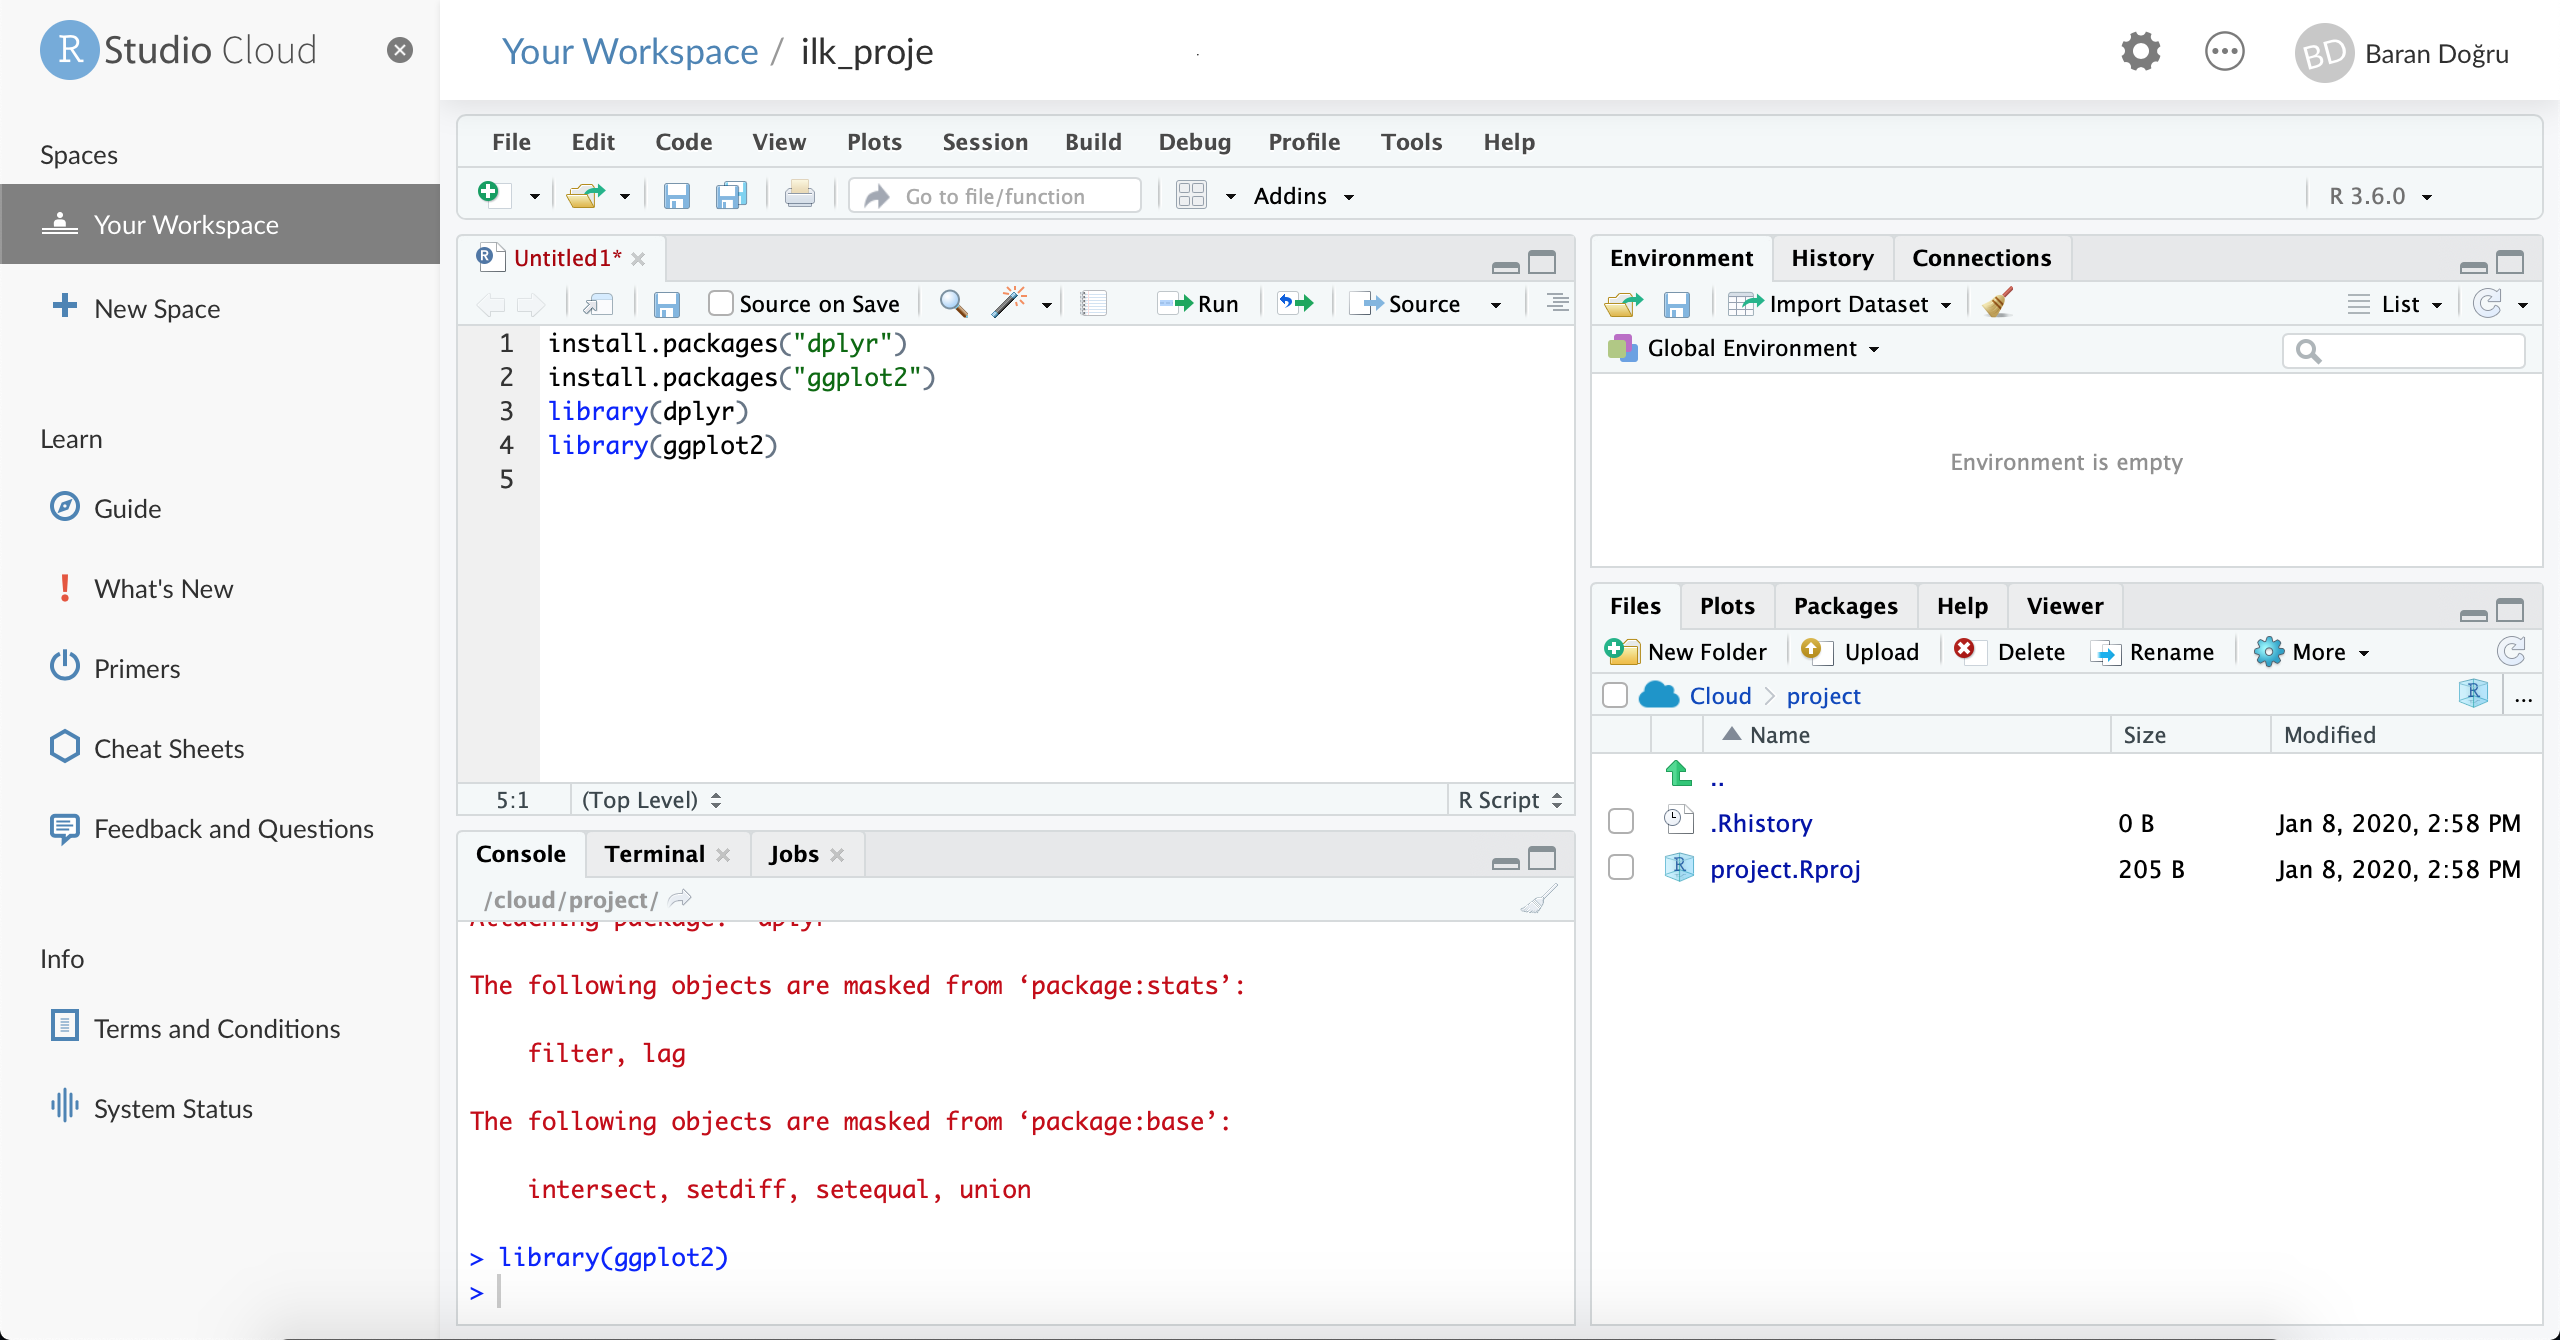 RStudio Cloud
Spaces
Your Workspace
New Space
Learn
Guide
What's New
Primers
Cheat Sheets
Feedback and Questions
Info
Terms and Conditions
System Status
Your Workspace / ilk_proje
BD Baran Doğru
File Edit Code View Plots Session Build Debug Profile Tools Help
Go to file/function Addins R 3.6.0
Untitled1*
Source on Save Run Source
1 install.packages("dplyr")
2 install.packages("ggplot2")
3 library(dplyr)
4 library(ggplot2)
5
5:1 (Top Level) R Script
Console Terminal Jobs
/cloud/project/
Attaching package: ‘dplyr’
The following objects are masked from ‘package:stats’:
filter, lag
The following objects are masked from ‘package:base’:
intersect, setdiff, setequal, union
> library(ggplot2)
>
Environment History Connections
Import Dataset List
Global Environment
Environment is empty
Files Plots Packages Help Viewer
New Folder Upload Delete Rename More
Cloud > project R ...
Name Size Modified
..
.Rhistory 0 B Jan 8, 2020, 2:58 PM
project.Rproj 205 B Jan 8, 2020, 2:58 PM